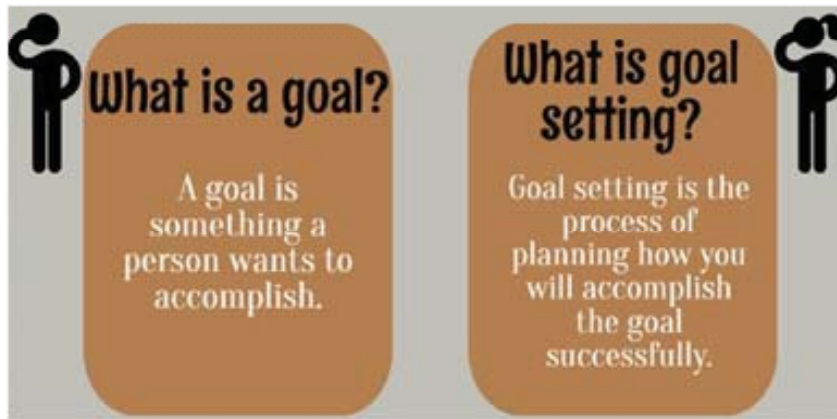 What is a goal?
A goal is
something a
person wants to
accomplish.
What is goal
setting?
Goal setting is the
process of
planning how you
will accomplish
the goal
successfully.